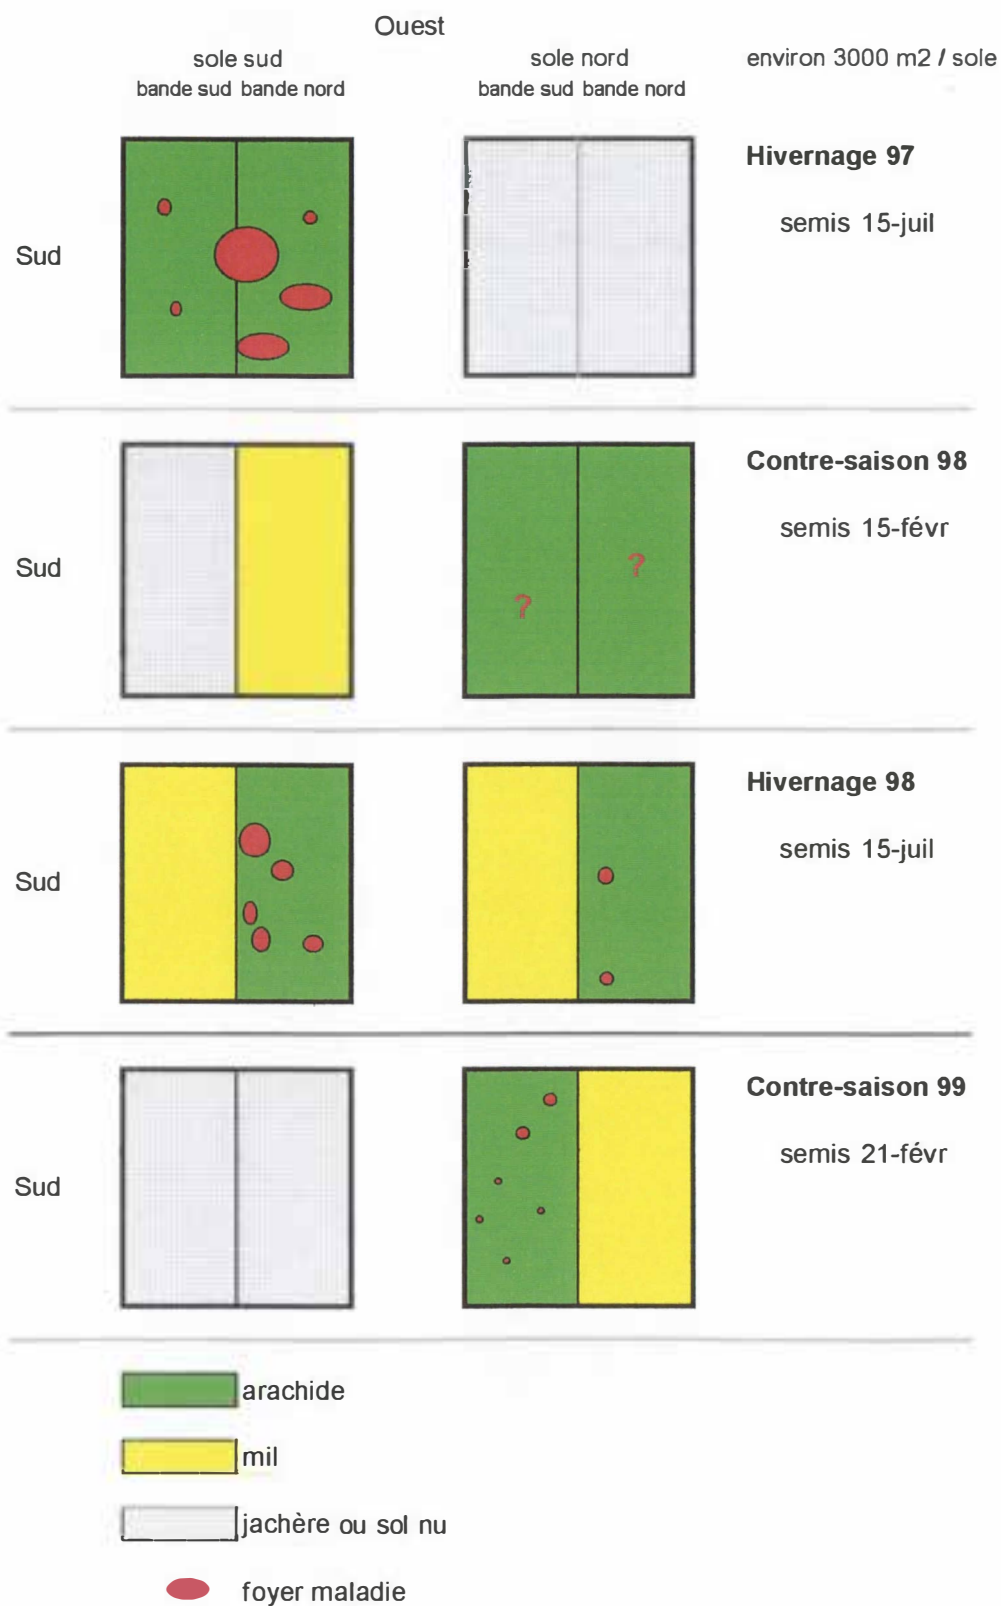 Ouest
sole sud sole nord environ 3000 m2 / sole
bande sud bande nord bande sud bande nord
Hivernage 97
semis 15-juil
Sud
Contre-saison 98
semis 15-févr
Sud
? ?
Hivernage 98
semis 15-juil
Sud
Contre-saison 99
semis 21-févr
Sud
arachide
mil
jachère ou sol nu
foyer maladie